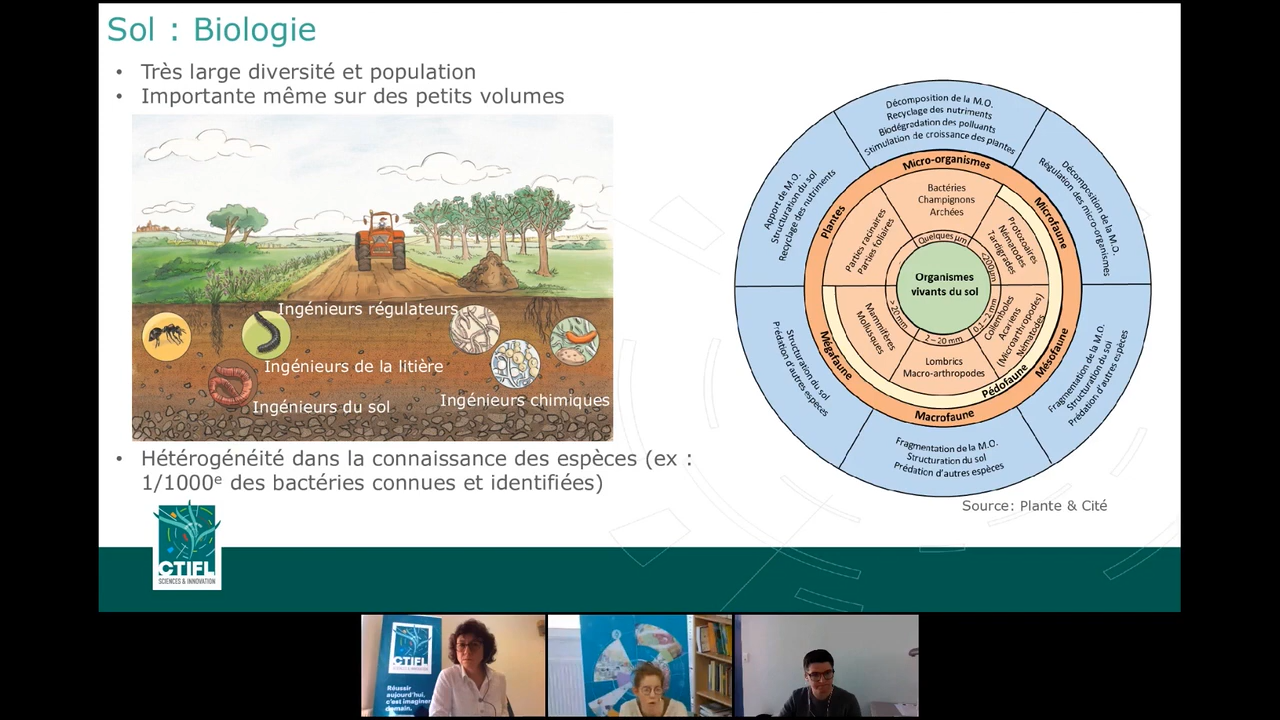 Sol : Biologie
• Très large diversité et population
• Importante même sur des petits volumes
Ingénieurs régulateurs
Ingénieurs de la litière
Ingénieurs du sol
Ingénieurs chimiques
• Hétérogénéité dans la connaissance des espèces (ex :
1/1000ᵉ des bactéries connues et identifiées)
Décomposition de la M.O.
Recyclage des nutriments
Biodégradation des polluants
Stimulation de croissance des plantes
Micro-organismes
Bactéries
Champignons
Archées
Quelques µm
Décomposition de la M.O.
Régulation des micro-organismes
Microfaune
Protozoaires
Nématodes
Tardigrades
<200µm
Fragmentation de la M.O.
Structuration du sol
Prédation d'autres espèces
Mésofaune
Collemboles
Acariens
(Microarthropodes)
Nématodes
0,2 – 2 mm
Pédofaune
Fragmentation de la M.O.
Structuration du sol
Prédation d'autres espèces
Macrofaune
Lombrics
Macro-arthropodes
2 – 20 mm
Structuration du sol
Prédation d'autres espèces
Mégafaune
Mammifères
Mollusques
> 20 mm
Apport de M.O.
Structuration du sol
Recyclage des nutriments
Plantes
Parties racinaires
Parties foliaires
Organismes
vivants du sol
Source: Plante & Cité
CTIFL
SCIENCES & INNOVATION
CTIFL
Réussir
aujourd'hui,
c'est imaginer
demain.